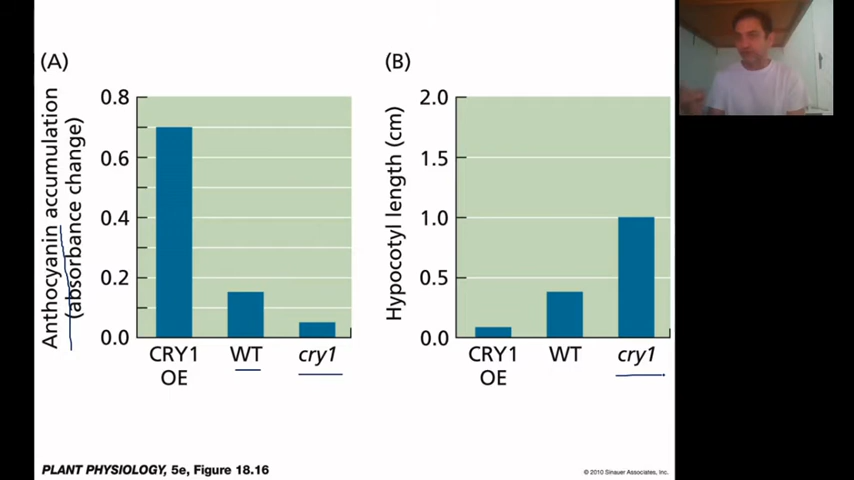 (A)
Anthocyanin accumulation
(absorbance change)
0.8
0.6
0.4
0.2
0.0
CRY1
OE
WT
cry1
(B)
Hypocotyl length (cm)
2.0
1.5
1.0
0.5
0.0
CRY1
OE
WT
cry1
PLANT PHYSIOLOGY, 5e, Figure 18.16
© 2010 Sinauer Associates, Inc.